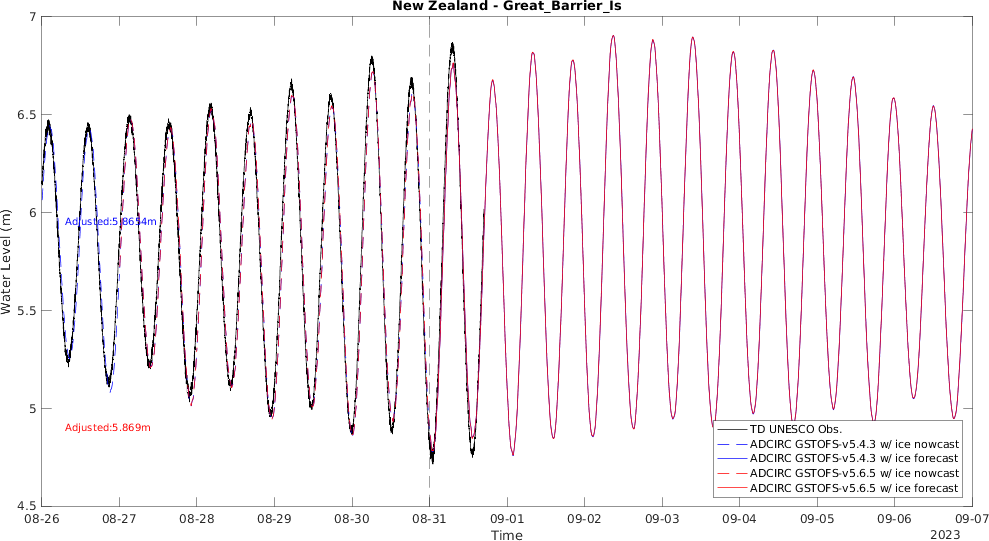 New Zealand - Great_Barrier_Is
7
6.5
6
5.5
5
4.5
Water Level (m)
Adjusted:5.8654m
Adjusted:5.869m
TD UNESCO Obs.
ADCIRC GSTOFS-v5.4.3 w/ ice nowcast
ADCIRC GSTOFS-v5.4.3 w/ ice forecast
ADCIRC GSTOFS-v5.6.5 w/ ice nowcast
ADCIRC GSTOFS-v5.6.5 w/ ice forecast
08-26 08-27 08-28 08-29 08-30 08-31 09-01 09-02 09-03 09-04 09-05 09-06 09-07
Time
2023